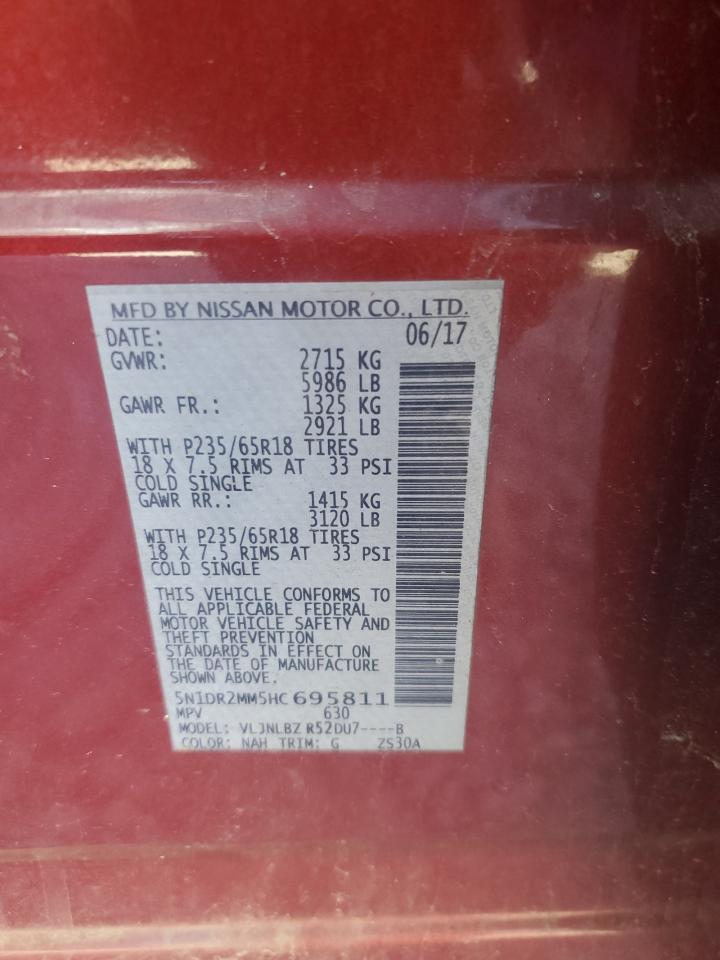 MFD BY NISSAN MOTOR CO., LTD.
DATE: 06/17
GVWR: 2715 KG
5986 LB
GAWR FR.: 1325 KG
2921 LB
WITH P235/65R18 TIRES
18 X 7.5 RIMS AT 33 PSI
COLD SINGLE
GAWR RR.: 1415 KG
3120 LB
WITH P235/65R18 TIRES
18 X 7.5 RIMS AT 33 PSI
COLD SINGLE
THIS VEHICLE CONFORMS TO
ALL APPLICABLE FEDERAL
MOTOR VEHICLE SAFETY AND
THEFT PREVENTION
STANDARDS IN EFFECT ON
THE DATE OF MANUFACTURE
SHOWN ABOVE.
5N1DR2MM5HC695811
MPV 630
MODEL: VLJNLBZ R52DU7----B
COLOR: NAH TRIM: G ZS30A